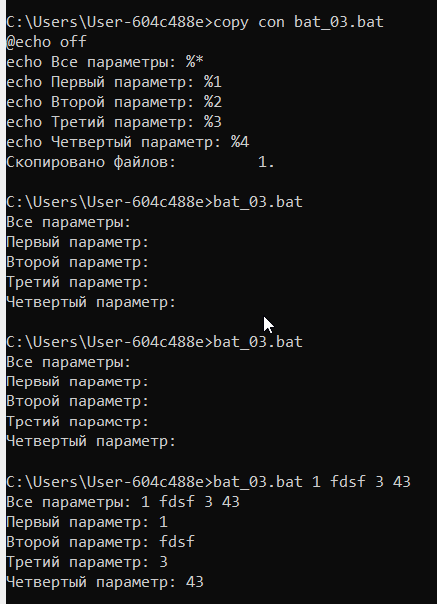 C:\Users\User-604c488e>copy con bat_03.bat
@echo off
echo Все параметры: %*
echo Первый параметр: %1
echo Второй параметр: %2
echo Третий параметр: %3
echo Четвертый параметр: %4
Скопировано файлов:         1.
C:\Users\User-604c488e>bat_03.bat
Все параметры:
Первый параметр:
Второй параметр:
Третий параметр:
Четвертый параметр:
C:\Users\User-604c488e>bat_03.bat
Все параметры:
Первый параметр:
Второй параметр:
Третий параметр:
Четвертый параметр:
C:\Users\User-604c488e>bat_03.bat 1 fdsf 3 43
Все параметры: 1 fdsf 3 43
Первый параметр: 1
Второй параметр: fdsf
Третий параметр: 3
Четвертый параметр: 43